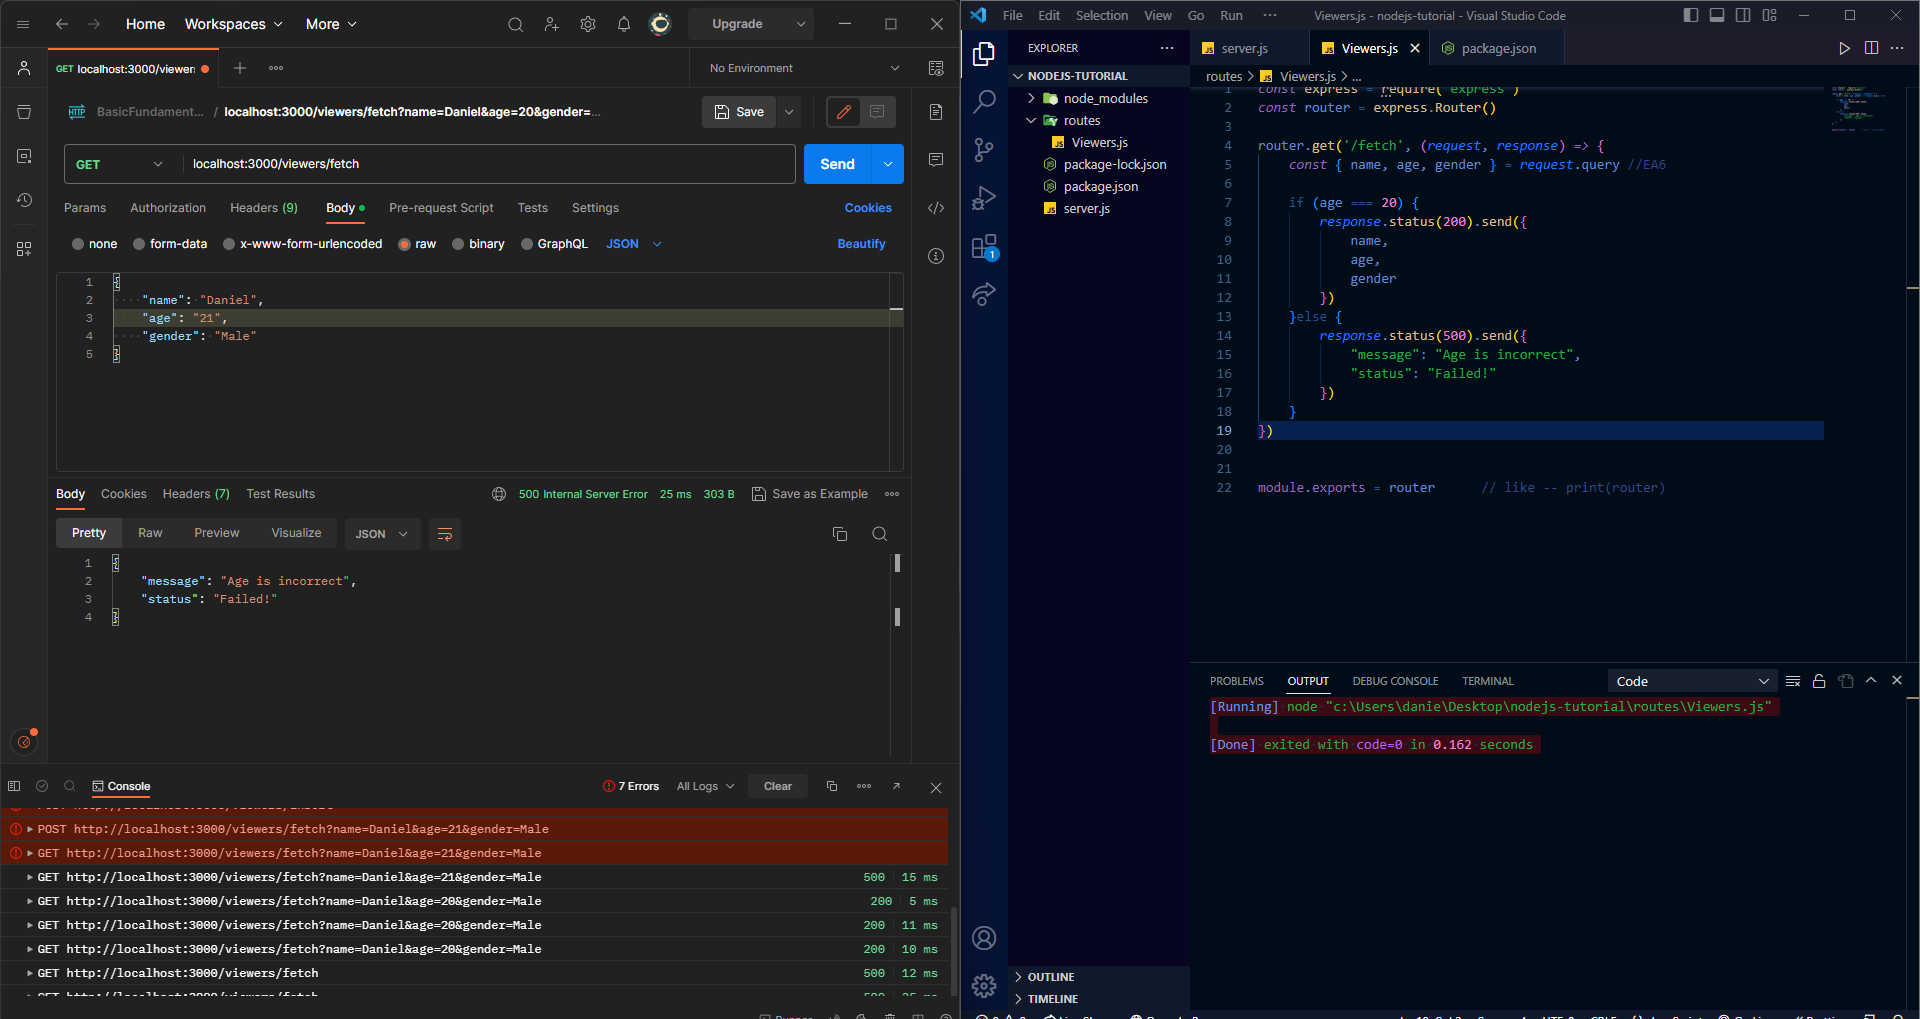 Home
Workspaces
More
Upgrade
GET localhost:3000/viewers
No Environment
BasicFundament... / localhost:3000/viewers/fetch?name=Daniel&age=20&gender=...
Save
GET
localhost:3000/viewers/fetch
Send
Params
Authorization
Headers (9)
Body
Pre-request Script
Tests
Settings
Cookies
none
form-data
x-www-form-urlencoded
raw
binary
GraphQL
JSON
Beautify
1 {
2 "name": "Daniel",
3 "age": "21",
4 "gender": "Male"
5 }
Body
Cookies
Headers (7)
Test Results
500 Internal Server Error
25 ms
303 B
Save as Example
Pretty
Raw
Preview
Visualize
JSON
1 {
2 "message": "Age is incorrect",
3 "status": "Failed!"
4 }
Console
7 Errors
All Logs
Clear
POST http://localhost:3000/viewers/fetch?name=Daniel&age=21&gender=Male
GET http://localhost:3000/viewers/fetch?name=Daniel&age=21&gender=Male
GET http://localhost:3000/viewers/fetch?name=Daniel&age=21&gender=Male 500 15 ms
GET http://localhost:3000/viewers/fetch?name=Daniel&age=20&gender=Male 200 5 ms
GET http://localhost:3000/viewers/fetch?name=Daniel&age=20&gender=Male 200 11 ms
GET http://localhost:3000/viewers/fetch?name=Daniel&age=20&gender=Male 200 10 ms
GET http://localhost:3000/viewers/fetch 500 12 ms
File
Edit
Selection
View
Go
Run
Viewers.js - nodejs-tutorial - Visual Studio Code
EXPLORER
NODEJS-TUTORIAL
node_modules
routes
Viewers.js
package-lock.json
package.json
server.js
1
OUTLINE
TIMELINE
server.js
Viewers.js
package.json
routes > Viewers.js > ...
1 const express = require('express')
2 const router = express.Router()
3
4 router.get('/fetch', (request, response) => {
5 const { name, age, gender } = request.query //EA6
6
7 if (age === 20) {
8 response.status(200).send({
9 name,
10 age,
11 gender
12 })
13 }else {
14 response.status(500).send({
15 "message": "Age is incorrect",
16 "status": "Failed!"
17 })
18 }
19 })
20
21
22 module.exports = router // like -- print(router)
PROBLEMS
OUTPUT
DEBUG CONSOLE
TERMINAL
Code
[Running] node "c:\Users\danie\Desktop\nodejs-tutorial\routes\Viewers.js"
[Done] exited with code=0 in 0.162 seconds